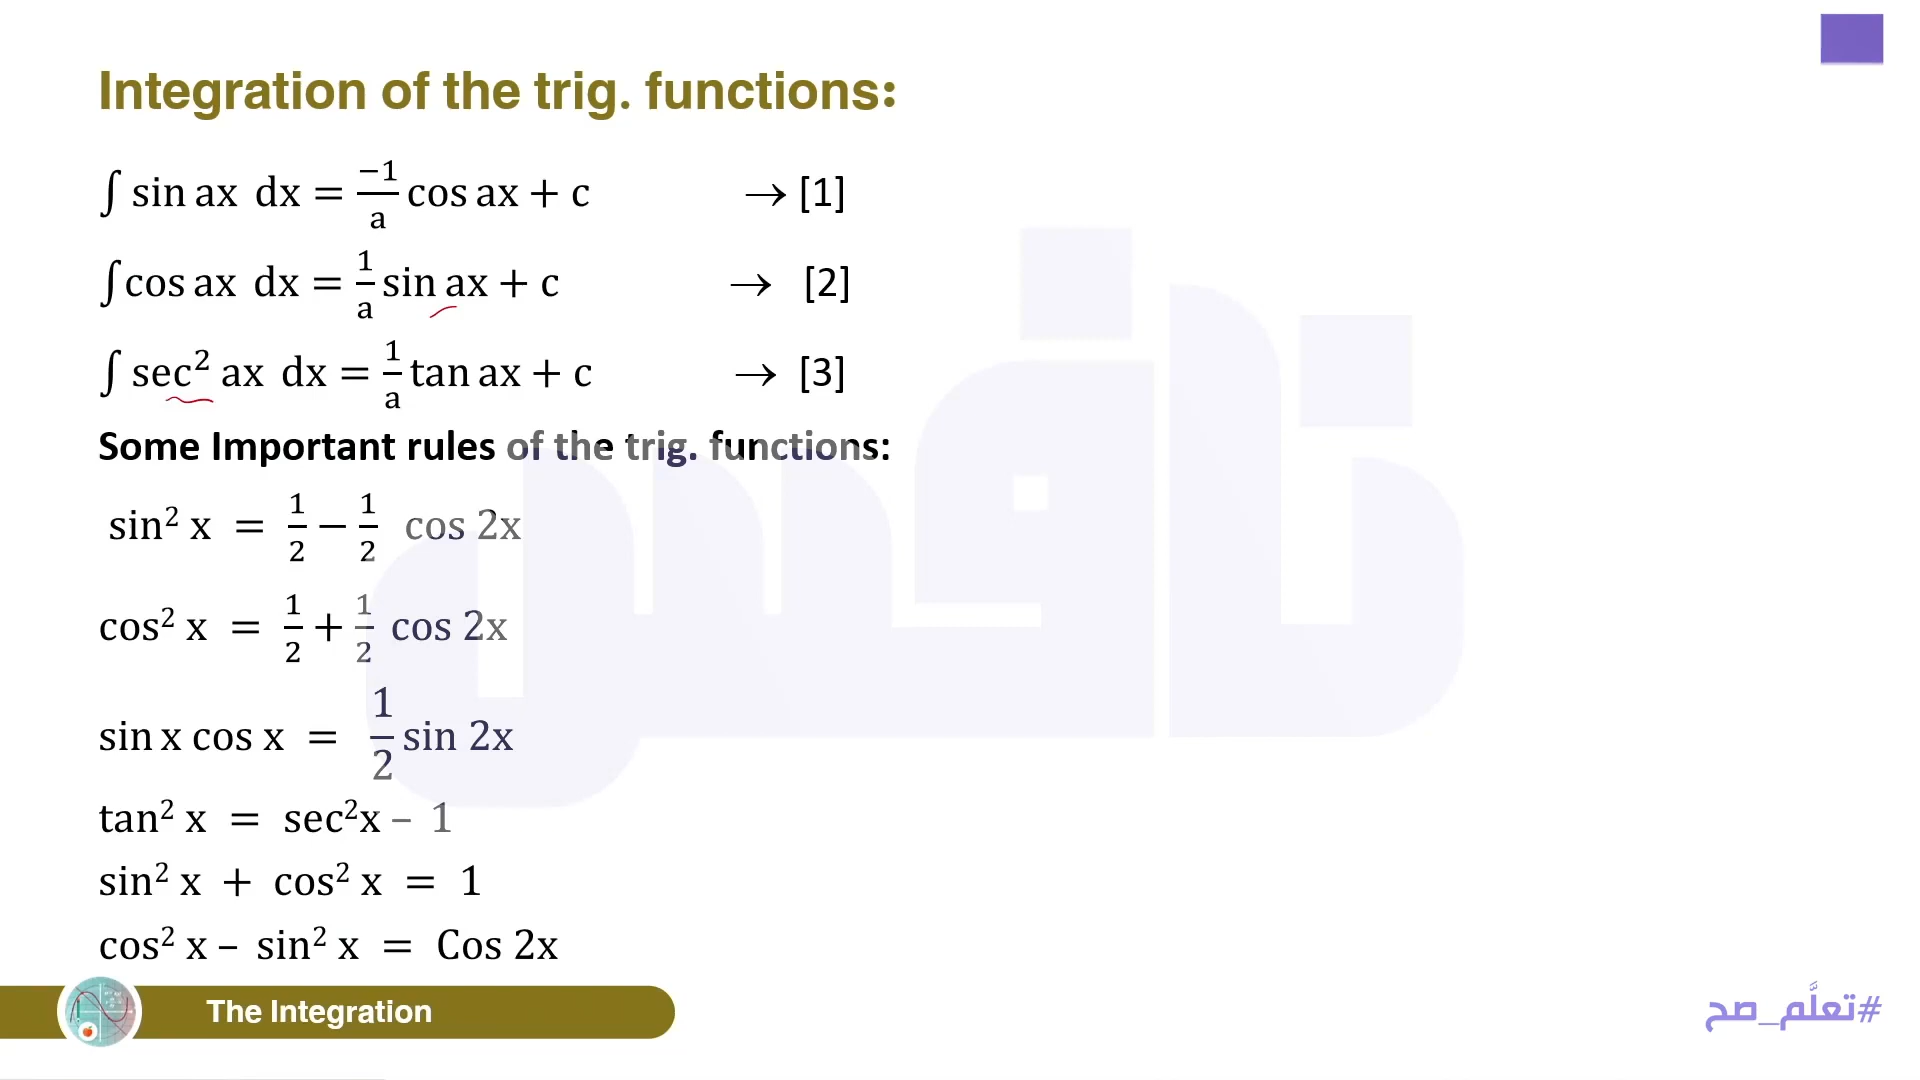 Integration of the trig. functions:
∫ sin ax dx = −1/a cos ax + c → [1]
∫ cos ax dx = 1/a sin ax + c → [2]
∫ sec² ax dx = 1/a tan ax + c → [3]
Some Important rules of the trig. functions:
sin² x = 1/2 − 1/2 cos 2x
cos² x = 1/2 + 1/2 cos 2x
sin x cos x = 1/2 sin 2x
tan² x = sec²x – 1
sin² x + cos² x = 1
cos² x – sin² x = Cos 2x
The Integration
#تعلَّم_صح
نافس